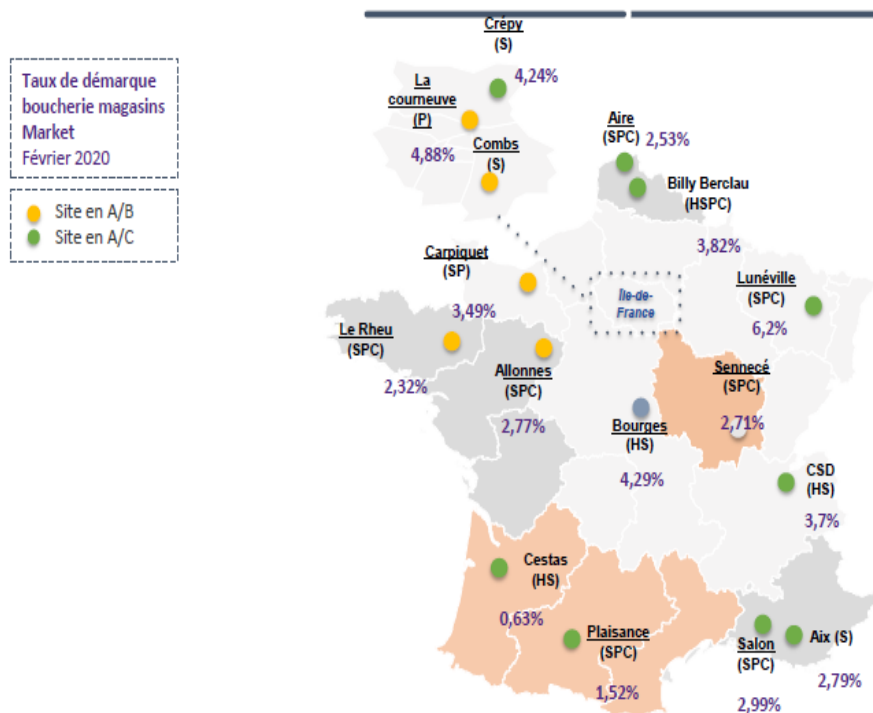 Taux de démarque
boucherie magasins
Market
Février 2020
Site en A/B
Site en A/C
Crépy
(S)
4,24%
La
courneuve
(P)
4,88%
Combs
(S)
Aire
(SPC)
2,53%
Billy Berclau
(HSPC)
3,82%
Carpiquet
(SP)
3,49%
Île-de-
France
Lunéville
(SPC)
6,2%
Le Rheu
(SPC)
2,32%
Allonnes
(SPC)
2,77%
Sennecé
(SPC)
2,71%
Bourges
(HS)
4,29%
CSD
(HS)
3,7%
Cestas
(HS)
0,63%
Plaisance
(SPC)
1,52%
Salon
(SPC)
2,99%
Aix (S)
2,79%